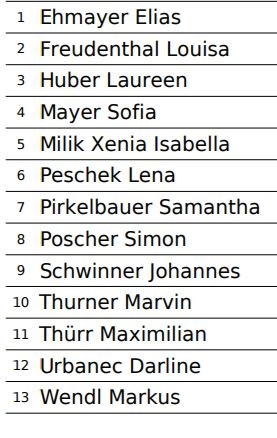 1 Ehmayer Elias
2 Freudenthal Louisa
3 Huber Laureen
4 Mayer Sofia
5 Milik Xenia Isabella
6 Peschek Lena
7 Pirkelbauer Samantha
8 Poscher Simon
9 Schwinner Johannes
10 Thurner Marvin
11 Thürr Maximilian
12 Urbanec Darline
13 Wendl Markus